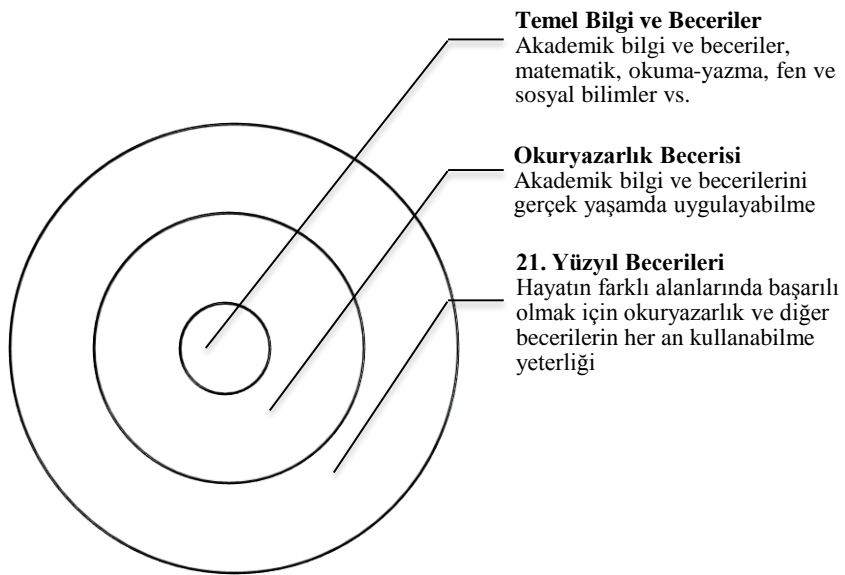 Temel Bilgi ve Beceriler
Akademik bilgi ve beceriler,
matematik, okuma-yazma, fen ve
sosyal bilimler vs.
Okuryazarlık Becerisi
Akademik bilgi ve becerilerini
gerçek yaşamda uygulayabilme
21. Yüzyıl Becerileri
Hayatın farklı alanlarında başarılı
olmak için okuryazarlık ve diğer
becerilerin her an kullanabilme
yeterliği